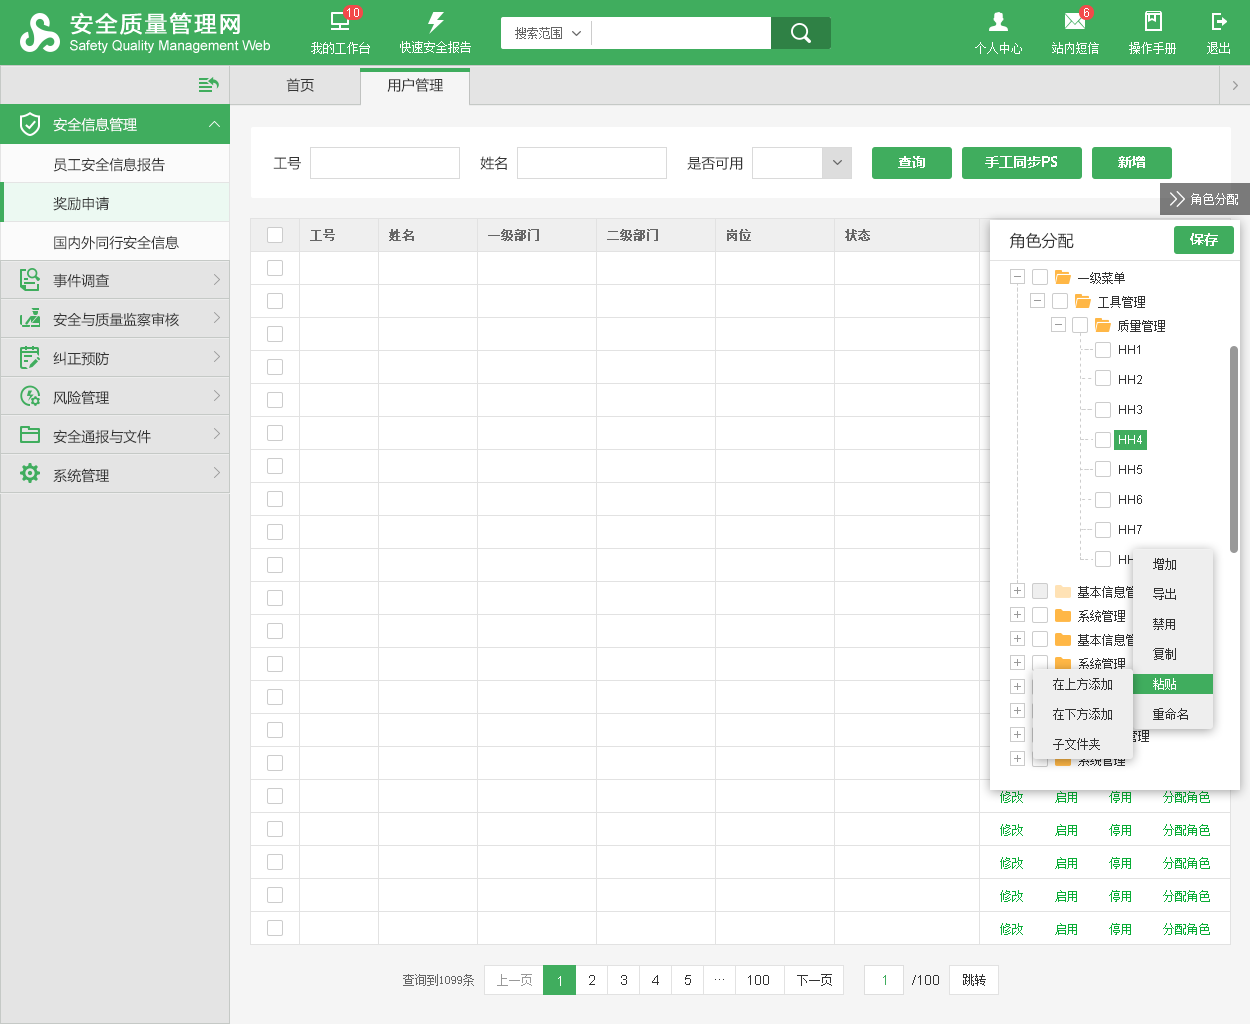 安全质量管理网
Safety Quality Management Web
10
我的工作台
快速安全报告
搜索范围
个人中心
6
站内短信
操作手册
退出
首页
用户管理
安全信息管理
员工安全信息报告
奖励申请
国内外同行安全信息
事件调查
安全与质量监察审核
纠正预防
风险管理
安全通报与文件
系统管理
工号
姓名
是否可用
查询
手工同步PS
新增
角色分配
工号 姓名 一级部门 二级部门 岗位 状态
角色分配
保存
一级菜单
工具管理
质量管理
HH1
HH2
HH3
HH4
HH5
HH6
HH7
HH
基本信息管
系统管理
基本信息管
系统管理
管理
系统管理
增加
导出
禁用
复制
粘贴
重命名
在上方添加
在下方添加
子文件夹
修改 启用 停用 分配角色
修改 启用 停用 分配角色
修改 启用 停用 分配角色
修改 启用 停用 分配角色
修改 启用 停用 分配角色
查询到1099条 上一页 1 2 3 4 5 ··· 100 下一页 1 /100 跳转